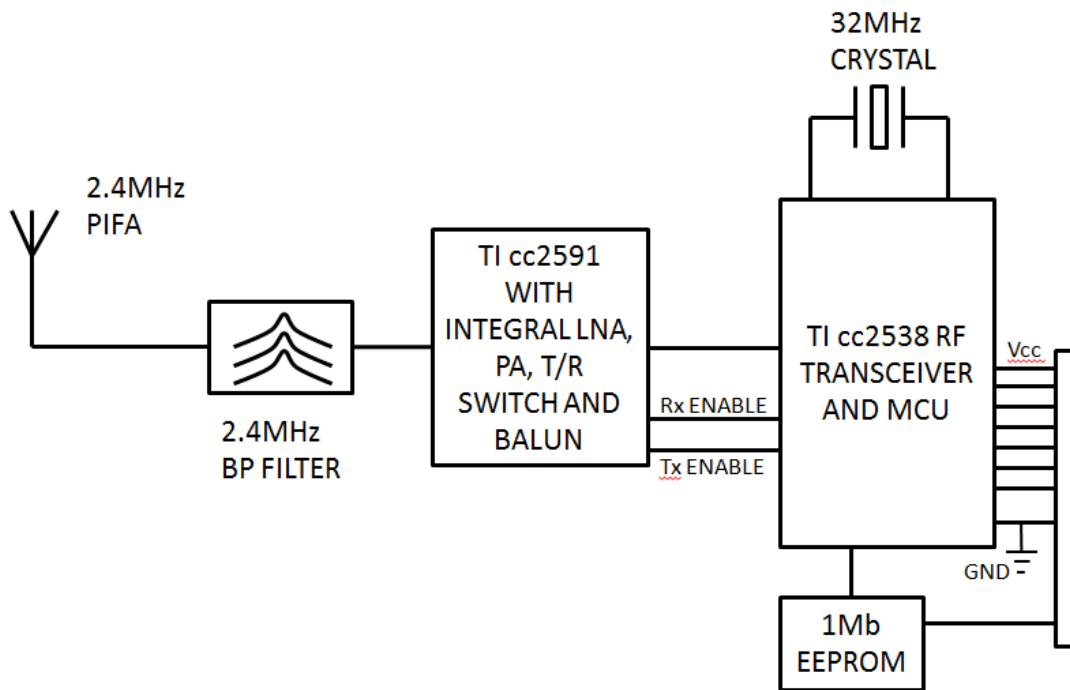 32MHz
CRYSTAL
2.4MHz
PIFA
TI cc2591
WITH
INTEGRAL LNA,
PA, T/R
SWITCH AND
BALUN
TI cc2538 RF
TRANSCEIVER
AND MCU
Vcc
Rx ENABLE
Tx ENABLE
2.4MHz
BP FILTER
GND
1Mb
EEPROM